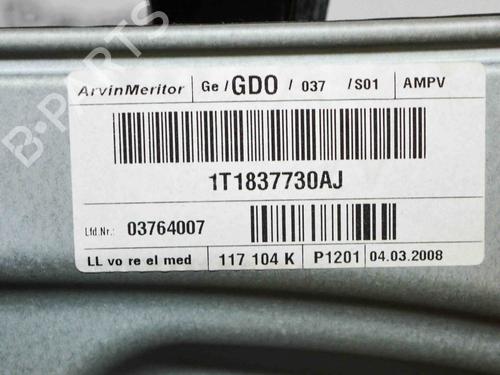 B-PARTS
ArvinMeritor Ge/GDO/ 037 /S01 AMPV
1T1837730AJ
Lfd.Nr.: 03764007
LL vo re el med 117 104 K P1201 04.03.2008